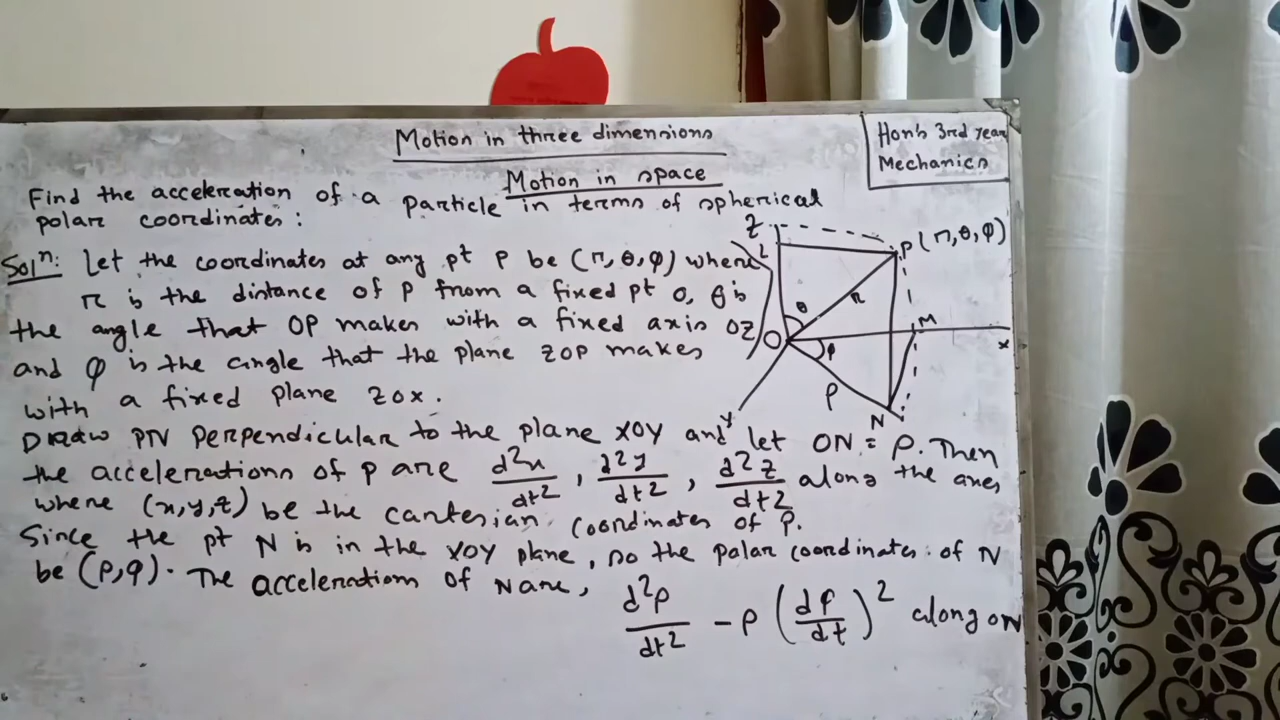 Motion in three dimensions
Hon's 3rd year
Mechanics
Motion in space
Find the acceleration of a particle in terms of spherical
polar coordinates:
Solⁿ: Let the coordinates at any pt P be (r, θ, φ) where
r is the distance of P from a fixed pt O, θ is
the angle that OP makes with a fixed axis OZ
and φ is the angle that the plane ZOP makes
with a fixed plane ZOX.
Draw PN perpendicular to the plane XOY and let ON = ρ. Then
the accelerations of P are d²x/dt², d²y/dt², d²z/dt² along the axes
where (x, y, z) be the cartesian coordinates of P.
Since the pt N is in the XOY plane, so the polar coordinates of N
be (ρ, φ). The accelerations of N are,
d²ρ/dt² - ρ (dφ/dt)² along ON
Z
L
P(r, θ, φ)
θ
r
O
M
φ
x
ρ
Y
N